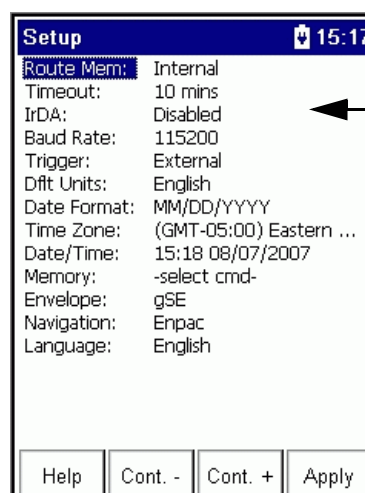 Setup 15:17
Route Mem: Internal
Timeout: 10 mins
IrDA: Disabled
Baud Rate: 115200
Trigger: External
Dflt Units: English
Date Format: MM/DD/YYYY
Time Zone: (GMT-05:00) Eastern ...
Date/Time: 15:18 08/07/2007
Memory: -select cmd-
Envelope: gSE
Navigation: Enpac
Language: English
Help Cont. - Cont. + Apply